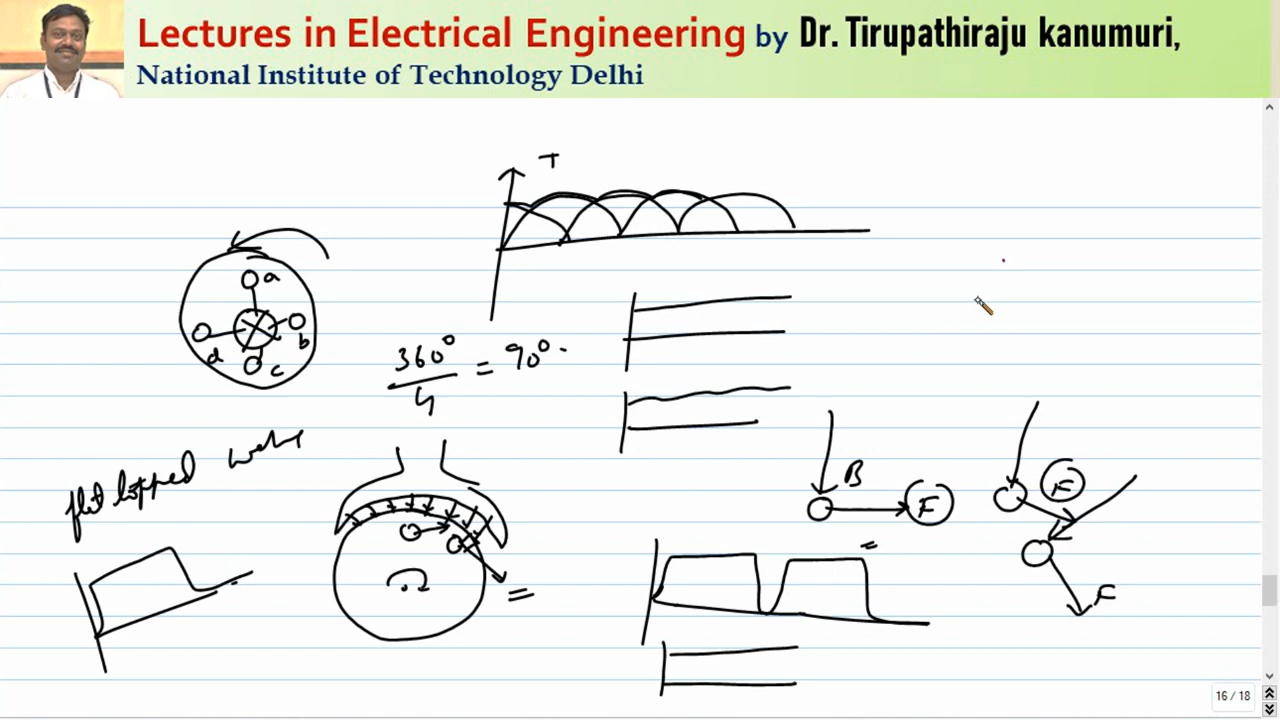 Lectures in Electrical Engineering by Dr. Tirupathiraju kanumuri,
National Institute of Technology Delhi
T
a
b
c
d
360°
4
= 90°.
flat topped
B
F
F
F
=
=
16 / 18